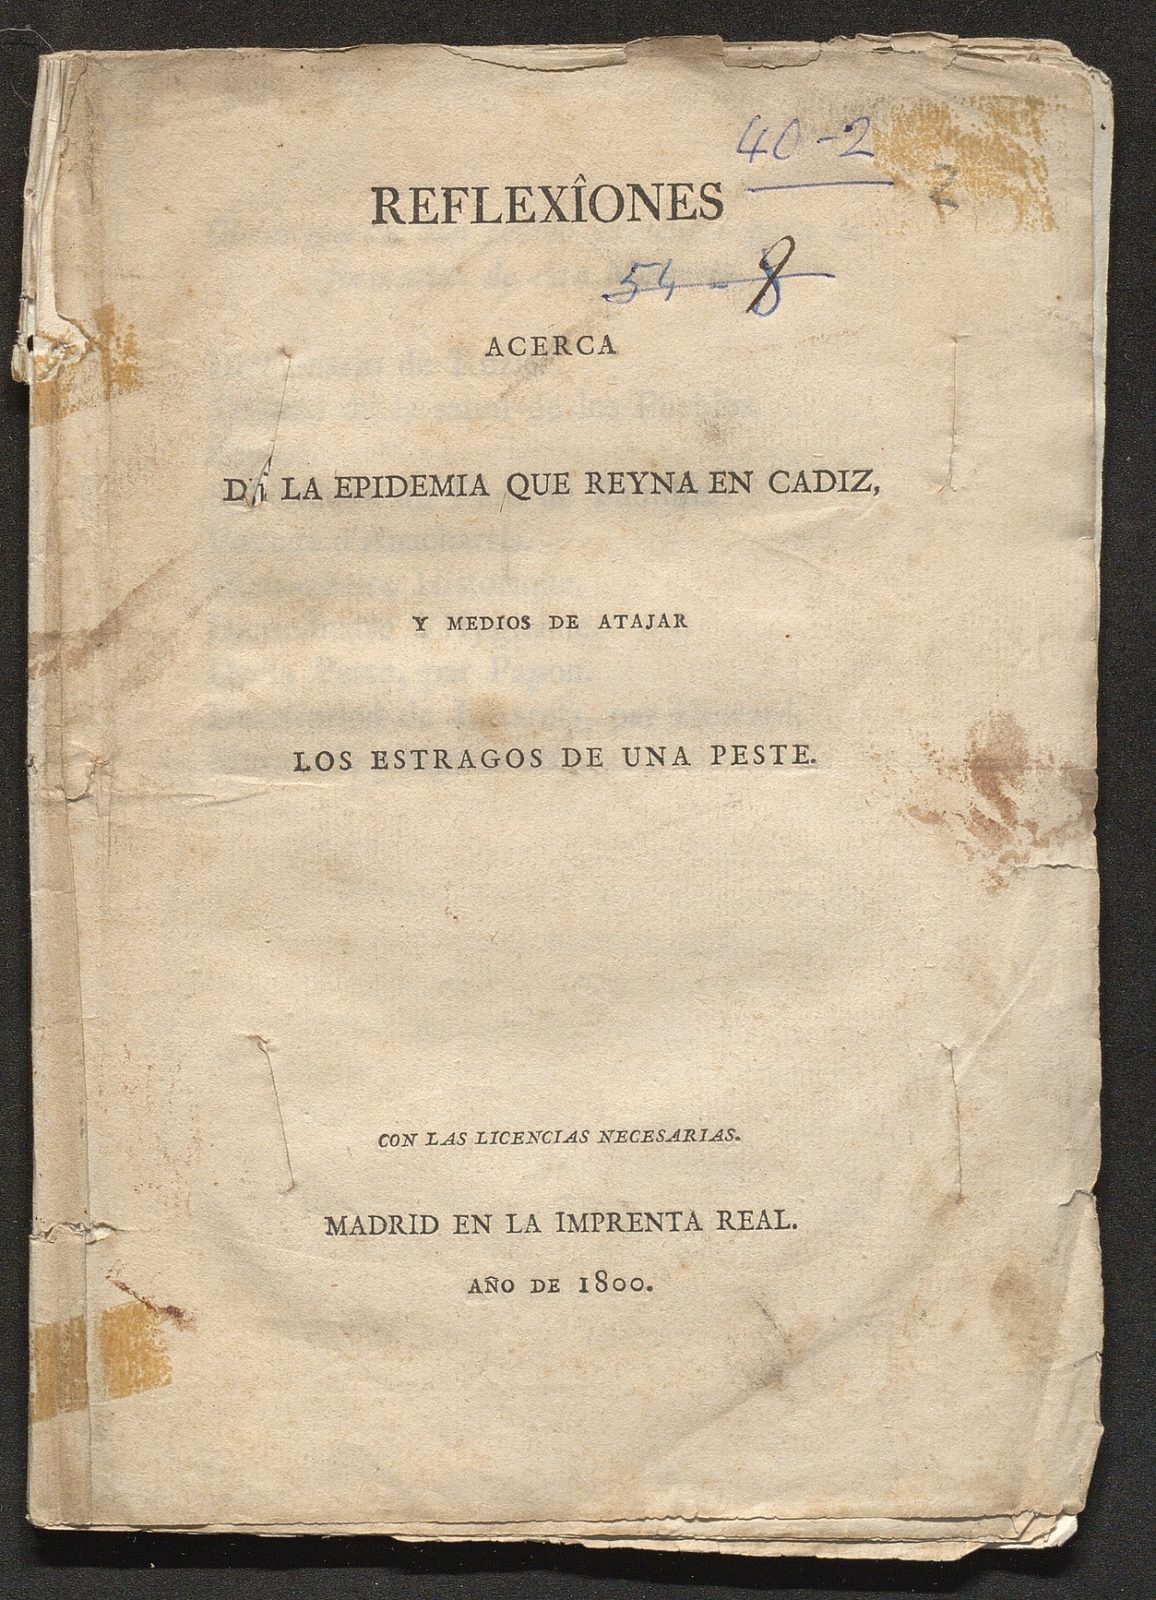 40-2
2
REFLEXÎONES
54-8
ACERCA
DE LA EPIDEMIA QUE REYNA EN CADIZ,
Y MEDIOS DE ATAJAR
LOS ESTRAGOS DE UNA PESTE.
CON LAS LICENCIAS NECESARIAS.
MADRID EN LA IMPRENTA REAL.
AÑO DE 1800.